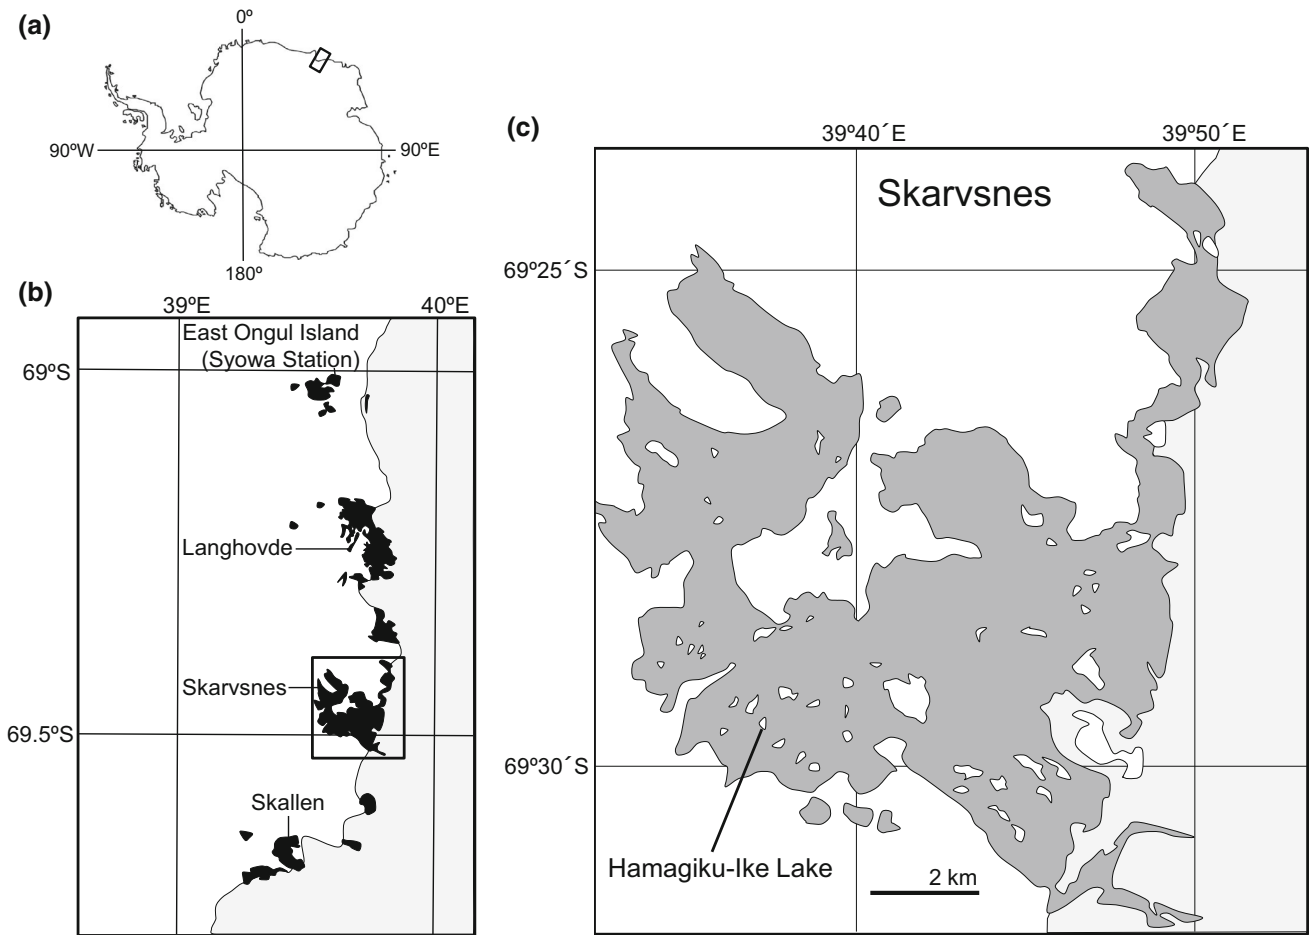 (a)
0º
90ºW
90ºE
180º
(b)
39ºE
40ºE
East Ongul Island
(Syowa Station)
69ºS
Langhovde
Skarvsnes
69.5ºS
Skallen
(c)
39º40´E
39º50´E
Skarvsnes
69º25´S
69º30´S
Hamagiku-Ike Lake
2 km